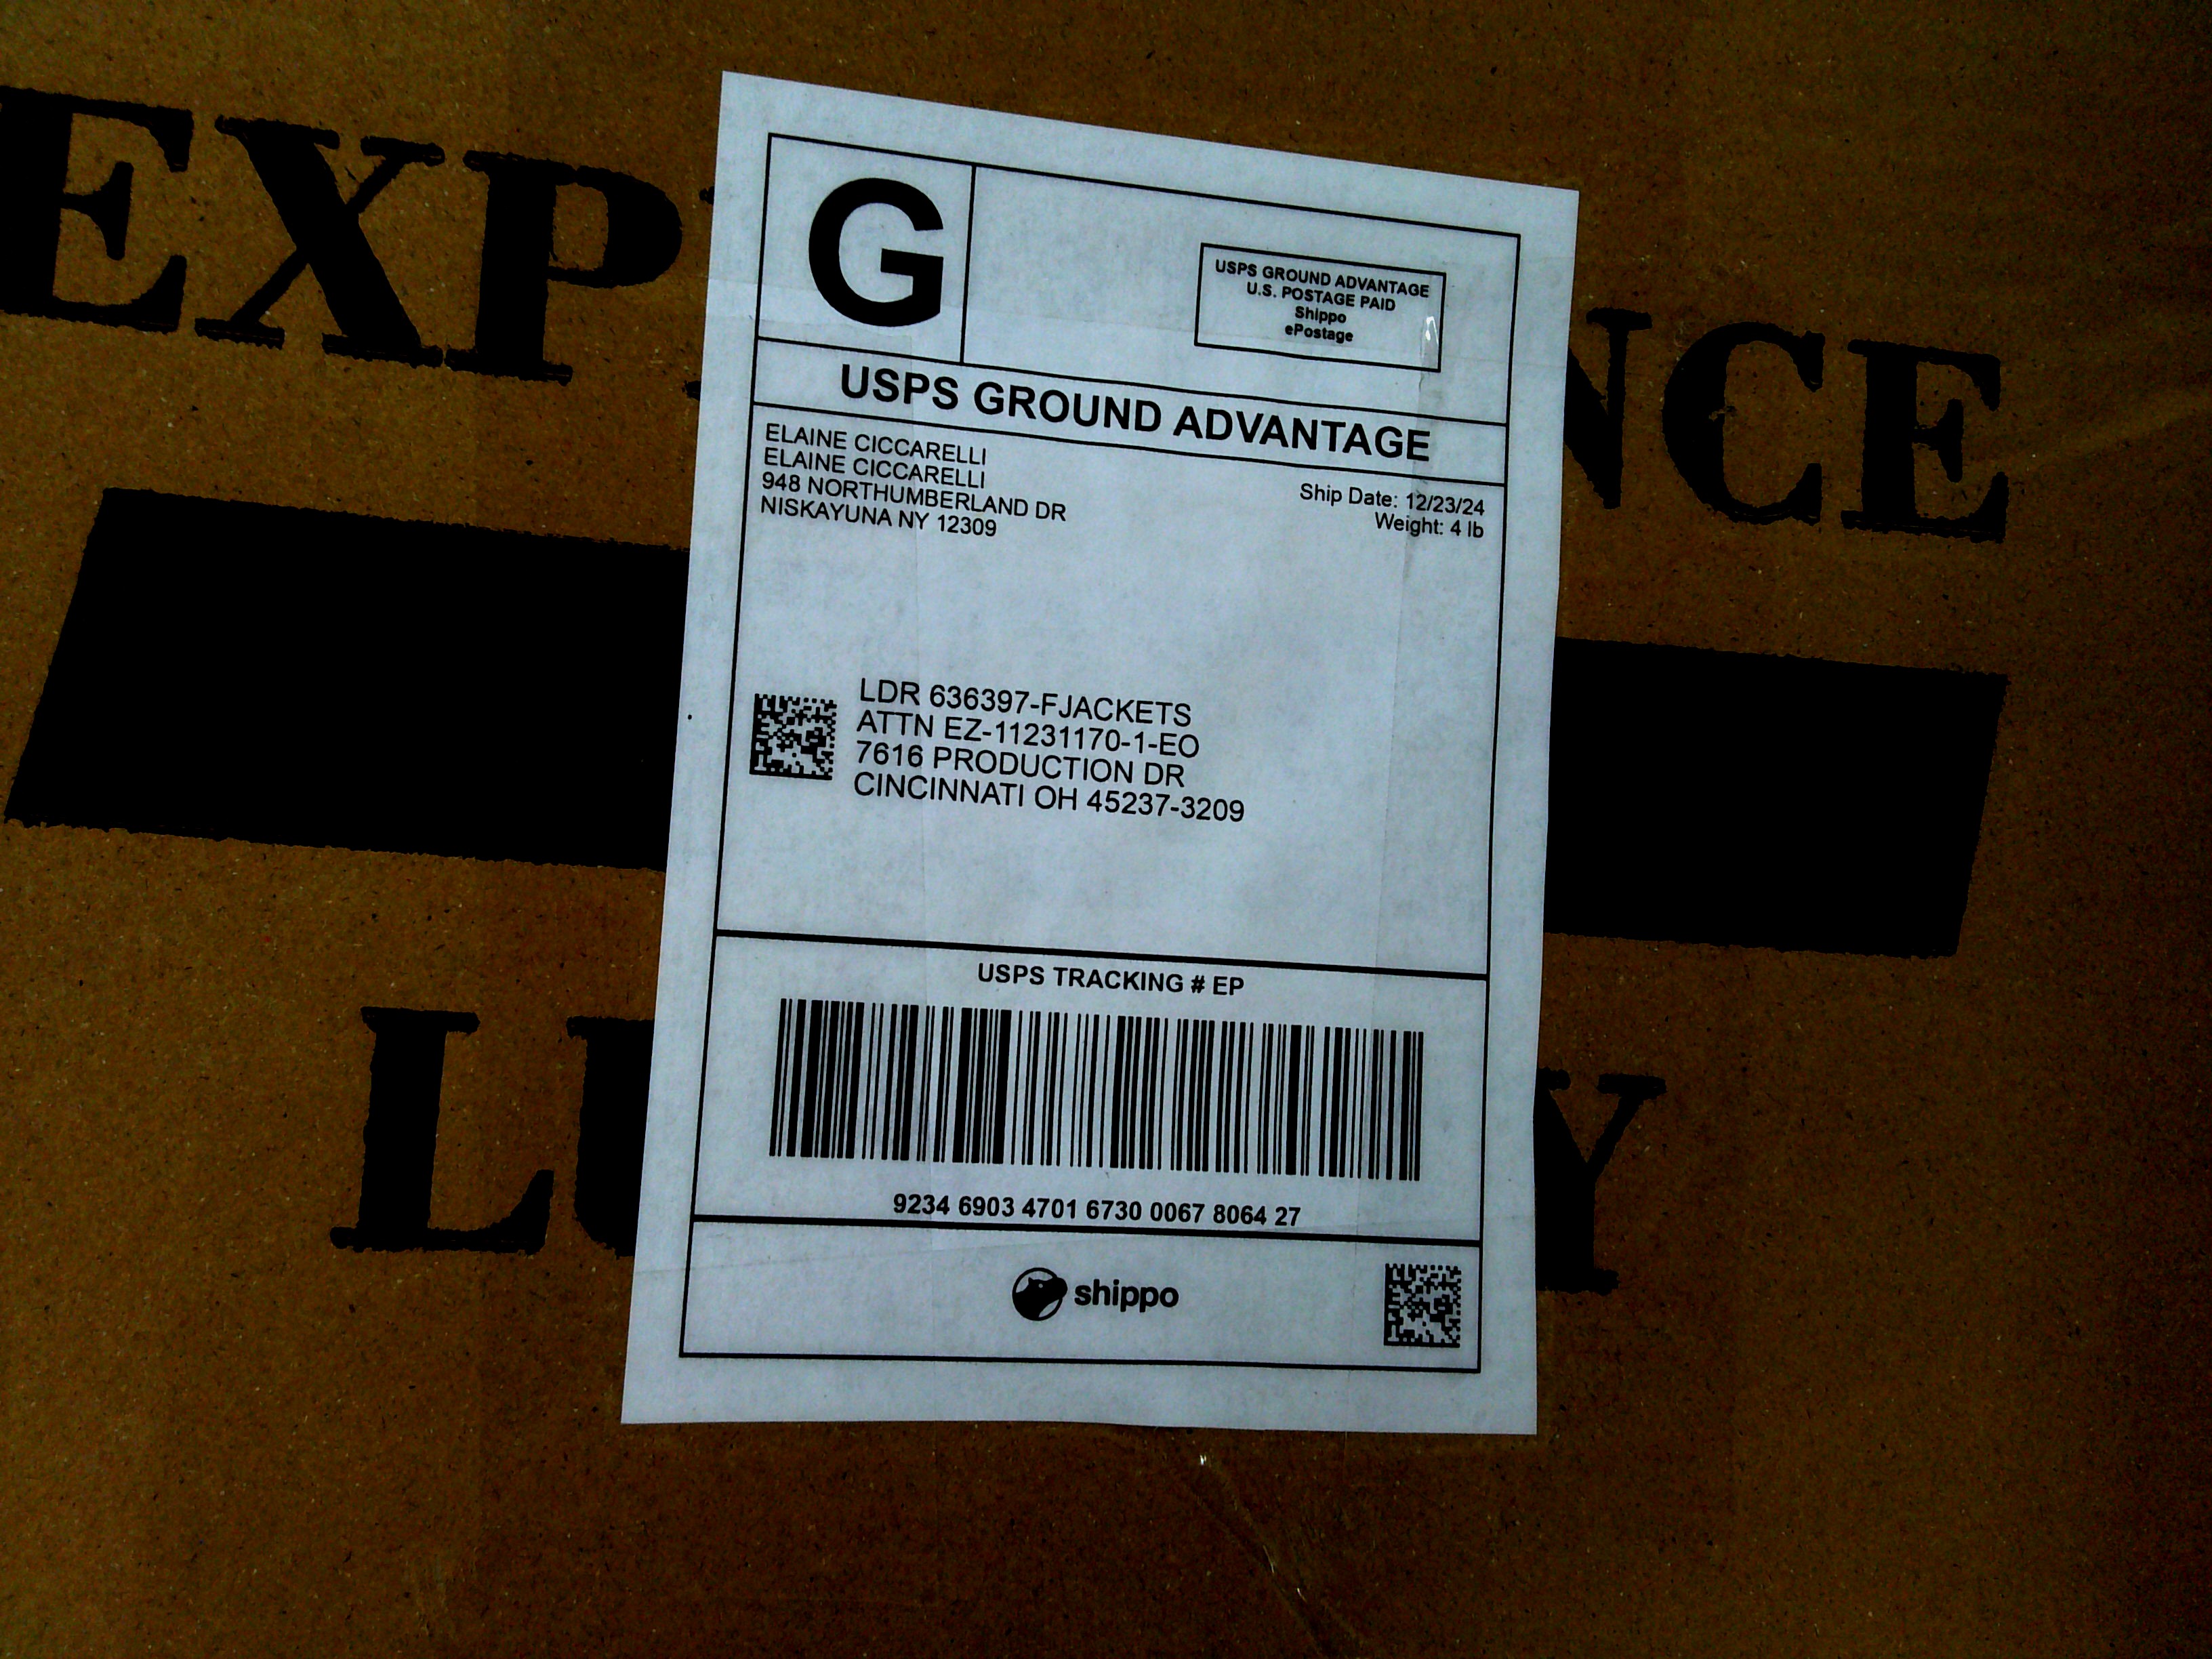 EXP
NCE
L
Y
G
USPS GROUND ADVANTAGE
U.S. POSTAGE PAID
Shippo
ePostage
USPS GROUND ADVANTAGE
ELAINE CICCARELLI
ELAINE CICCARELLI
948 NORTHUMBERLAND DR
NISKAYUNA NY 12309
Ship Date: 12/23/24
Weight: 4 lb
LDR 636397-FJACKETS
ATTN EZ-11231170-1-EO
7616 PRODUCTION DR
CINCINNATI OH 45237-3209
USPS TRACKING # EP
9234 6903 4701 6730 0067 8064 27
shippo